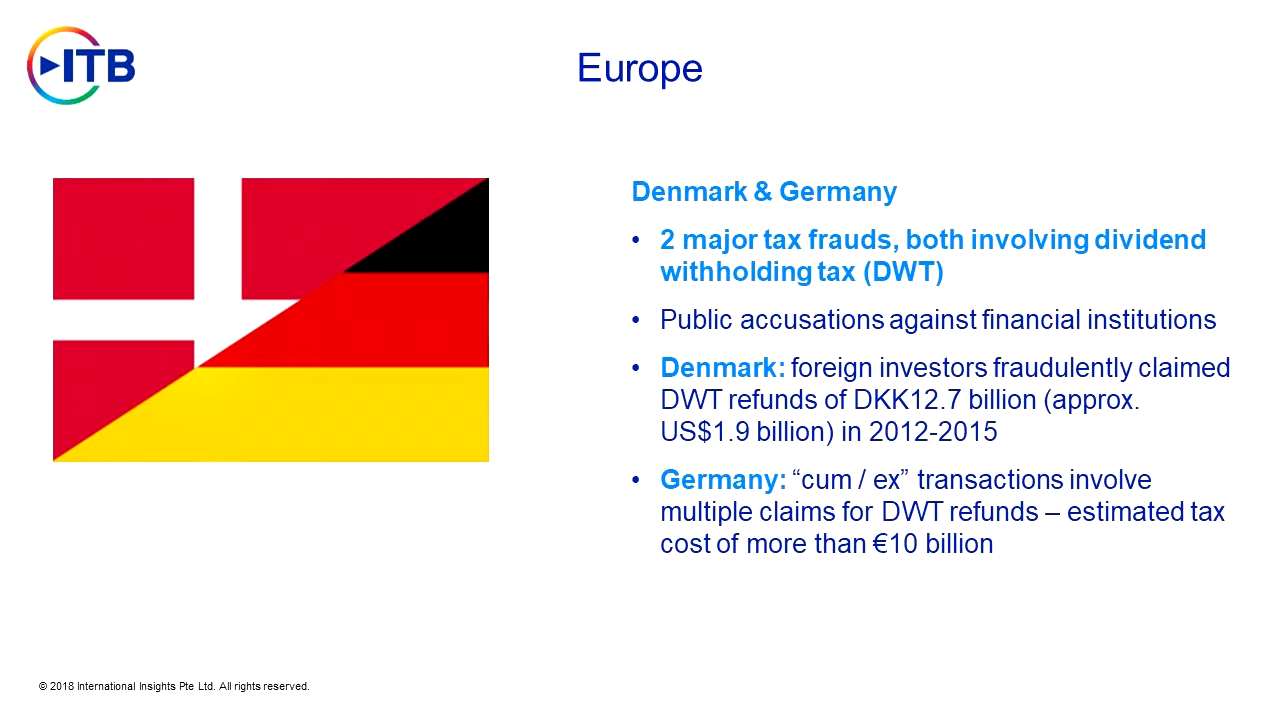 ITB
Europe
Denmark & Germany
• 2 major tax frauds, both involving dividend
withholding tax (DWT)
• Public accusations against financial institutions
• Denmark: foreign investors fraudulently claimed
DWT refunds of DKK12.7 billion (approx.
US$1.9 billion) in 2012-2015
• Germany: “cum / ex” transactions involve
multiple claims for DWT refunds – estimated tax
cost of more than €10 billion
© 2018 International Insights Pte Ltd. All rights reserved.